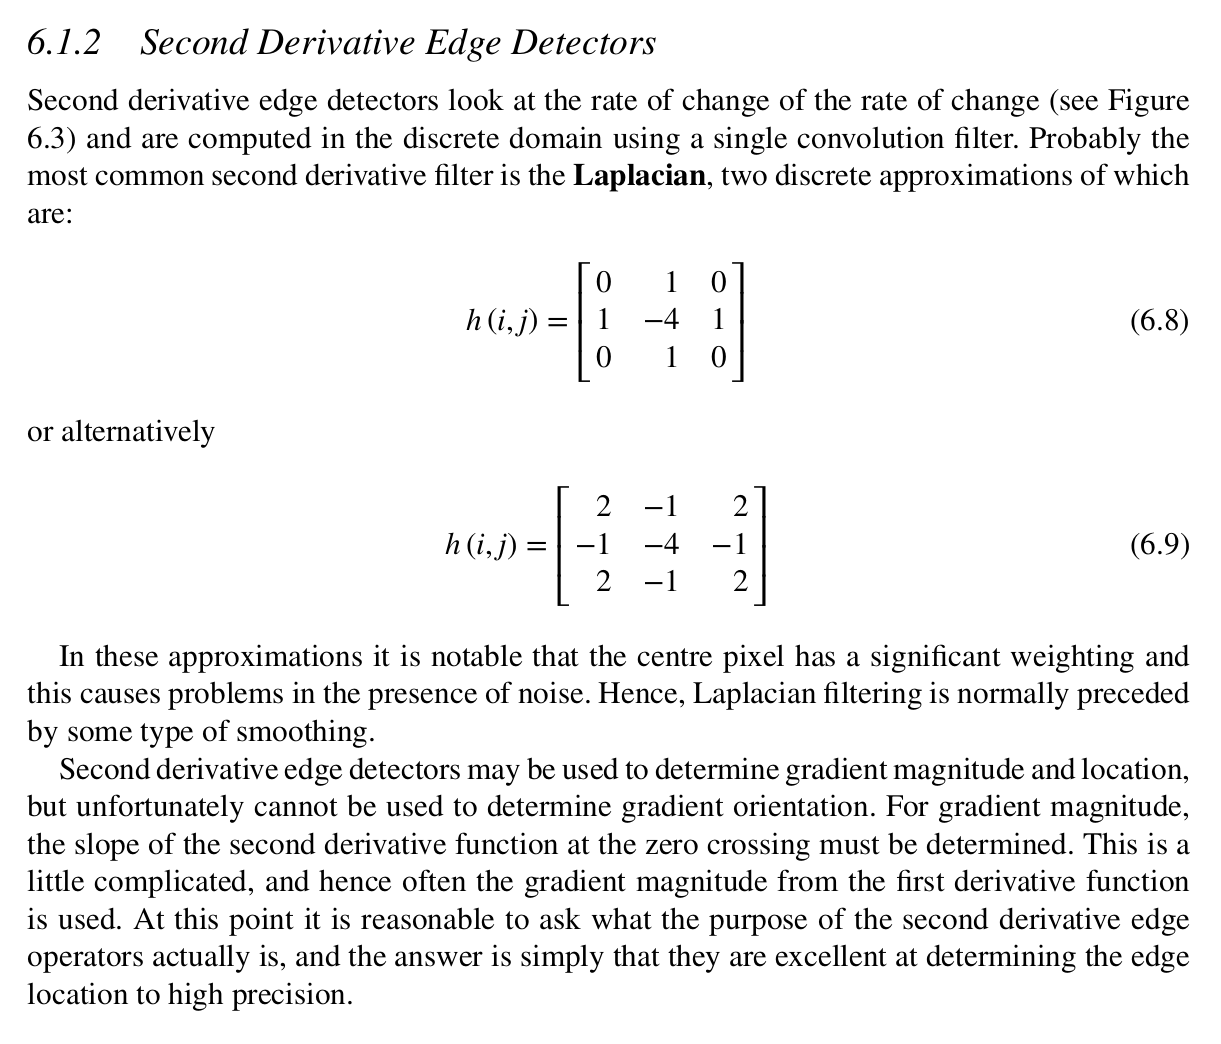 6.1.2 Second Derivative Edge Detectors
Second derivative edge detectors look at the rate of change of the rate of change (see Figure
6.3) and are computed in the discrete domain using a single convolution filter. Probably the
most common second derivative filter is the Laplacian, two discrete approximations of which
are:
h (i, j) = [0 1 0
1 −4 1
0 1 0] (6.8)
or alternatively
h (i, j) = [2 −1 2
−1 −4 −1
2 −1 2] (6.9)
In these approximations it is notable that the centre pixel has a significant weighting and
this causes problems in the presence of noise. Hence, Laplacian filtering is normally preceded
by some type of smoothing.
Second derivative edge detectors may be used to determine gradient magnitude and location,
but unfortunately cannot be used to determine gradient orientation. For gradient magnitude,
the slope of the second derivative function at the zero crossing must be determined. This is a
little complicated, and hence often the gradient magnitude from the first derivative function
is used. At this point it is reasonable to ask what the purpose of the second derivative edge
operators actually is, and the answer is simply that they are excellent at determining the edge
location to high precision.